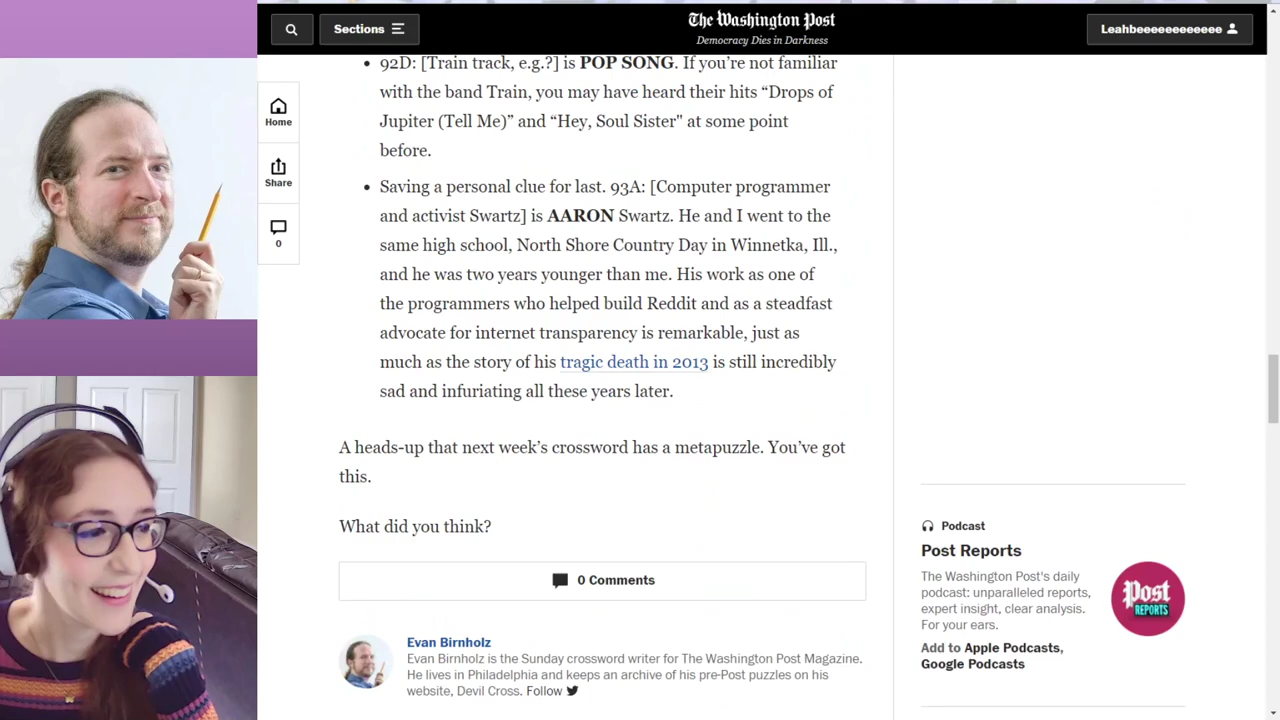 The Washington Post
Democracy Dies in Darkness
Sections
Leahbeeeeeeeeeeee
Home
Share
0
92D: [Train track, e.g.?] is POP SONG. If you’re not familiar
with the band Train, you may have heard their hits “Drops of
Jupiter (Tell Me)” and “Hey, Soul Sister" at some point
before.
Saving a personal clue for last. 93A: [Computer programmer
and activist Swartz] is AARON Swartz. He and I went to the
same high school, North Shore Country Day in Winnetka, Ill.,
and he was two years younger than me. His work as one of
the programmers who helped build Reddit and as a steadfast
advocate for internet transparency is remarkable, just as
much as the story of his tragic death in 2013 is still incredibly
sad and infuriating all these years later.
A heads-up that next week’s crossword has a metapuzzle. You’ve got
this.
What did you think?
0 Comments
Evan Birnholz
Evan Birnholz is the Sunday crossword writer for The Washington Post Magazine.
He lives in Philadelphia and keeps an archive of his pre-Post puzzles on his
website, Devil Cross. Follow
Podcast
Post Reports
The Washington Post's daily
podcast: unparalleled reports,
expert insight, clear analysis.
For your ears.
Add to Apple Podcasts,
Google Podcasts
Post
REPORTS